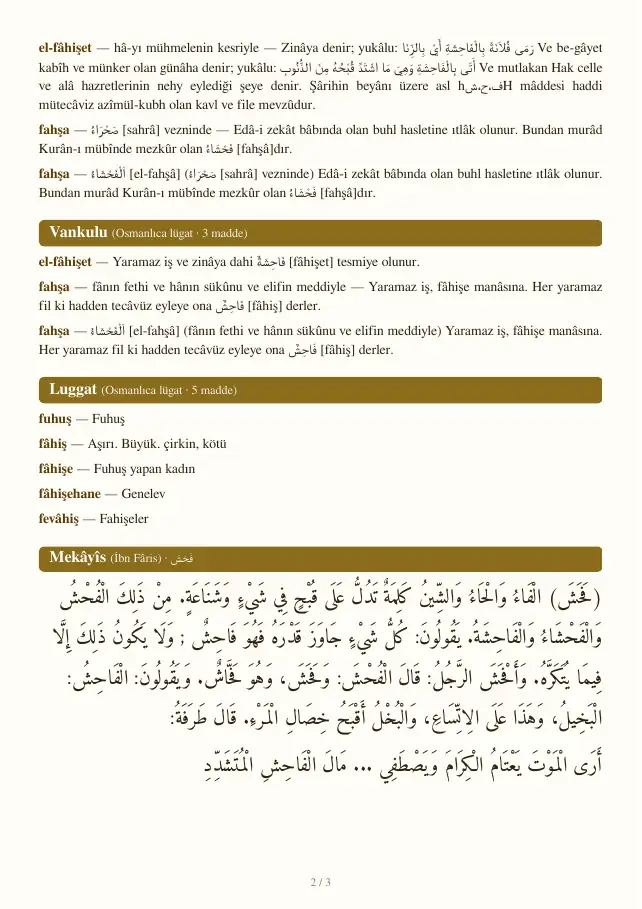 el-fâhişet — hâ-yı mühmelenin kesriyle — Zinâya denir; yukâlu: رَمَى فُلَانَةً بِالْفَاحِشَةِ أَيْ بِالزِّنَا Ve be-gâyet
kabîh ve münker olan günâha denir; yukâlu: أَتَى بِالْفَاحِشَةِ وَهِيَ مَا اشْتَدَّ قُبْحُهُ مِنَ الذُّنُوبِ Ve mutlakan Hak celle
ve alâ hazretlerinin nehy eylediği şeye denir. Şârihin beyânı üzere asl hف،ح،شH mâddesi haddi
mütecâviz azîmül-kubh olan kavl ve file mevzûdur.
fahşa — صَحْرَاءُ [sahrâ] vezninde — Edâ-i zekât bâbında olan buhl hasletine ıtlâk olunur. Bundan murâd
Kurân-ı mübînde mezkûr olan فَحْشَاءُ [fahşâ]dır.
fahşa — اَلْفَحْشَاءُ [el-fahşâ] (صَحْرَاءُ [sahrâ] vezninde) Edâ-i zekât bâbında olan buhl hasletine ıtlâk olunur.
Bundan murâd Kurân-ı mübînde mezkûr olan فَحْشَاءُ [fahşâ]dır.
Vankulu (Osmanlıca lügat · 3 madde)
el-fâhişet — Yaramaz iş ve zinâya dahi فَاحِشَةٌ [fâhişet] tesmiye olunur.
fahşa — fânın fethi ve hânın sükûnu ve elifin meddiyle — Yaramaz iş, fâhişe manâsına. Her yaramaz
fil ki hadden tecâvüz eyleye ona فَاحِشٌ [fâhiş] derler.
fahşa — اَلْفَحْشَاءُ [el-fahşâ] (fânın fethi ve hânın sükûnu ve elifin meddiyle) Yaramaz iş, fâhişe manâsına.
Her yaramaz fil ki hadden tecâvüz eyleye ona فَاحِشٌ [fâhiş] derler.
Luggat (Osmanlıca lügat · 5 madde)
fuhuş — Fuhuş
fâhiş — Aşırı. Büyük. çirkin, kötü
fâhişe — Fuhuş yapan kadın
fâhişehane — Genelev
fevâhiş — Fahişeler
Mekâyîs (İbn Fâris) · فَحَشَ
(فَحَشَ) الْفَاءُ وَالْحَاءُ وَالشِّينُ كَلِمَةٌ تَدُلُّ عَلَى قُبْحٍ فِي شَيْءٍ وَشَنَاعَةٍ. مِنْ ذَلِكَ الْفُحْشُ
وَالْفَحْشَاءُ وَالْفَاحِشَةُ. يَقُولُونَ: كُلُّ شَيْءٍ جَاوَزَ قَدْرَهُ فَهُوَ فَاحِشٌ ; وَلَا يَكُونُ ذَلِكَ إِلَّا
فِيمَا يُتَكَرَّهُ. وَأَفْحَشَ الرَّجُلُ: قَالَ الْفُحْشَ: وَفَحَشَ، وَهُوَ فَحَّاشٌ. وَيَقُولُونَ: الْفَاحِشُ:
الْبَخِيلُ، وَهَذَا عَلَى الِاتِّسَاعِ، وَالْبُخْلُ أَقْبَحُ خِصَالِ الْمَرْءِ. قَالَ طَرَفَةُ:
أَرَى الْمَوْتَ يَعْتَامُ الْكِرَامَ وَيَصْطَفِي ... مَالَ الْفَاحِشِ الْمُتَشَدِّدِ
2 / 3